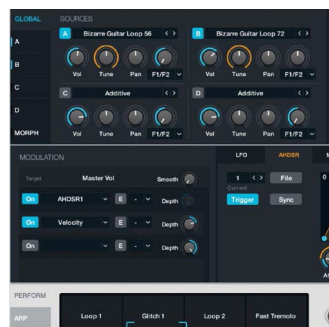 GLOBAL SOURCES
A
B
C
D
MORPH
A Bizarre Guitar Loop 56 < >
B Bizarre Guitar Loop 72 < >
Vol Tune Pan F1/F2
Vol Tune Pan F1/F2
C Additive < >
D Additive < >
Vol Tune Pan F1/F2
Vol Tune Pan F1/F2
MODULATION
Target Master Vol Smooth
On AHDSR1 E - Depth
On Velocity E - Depth
On E - Depth
LFO AHDSR
1 < > File
Current
Trigger Sync
0
PERFORM
ARP
Loop 1 Glitch 1 Loop 2 Fast Tremolo